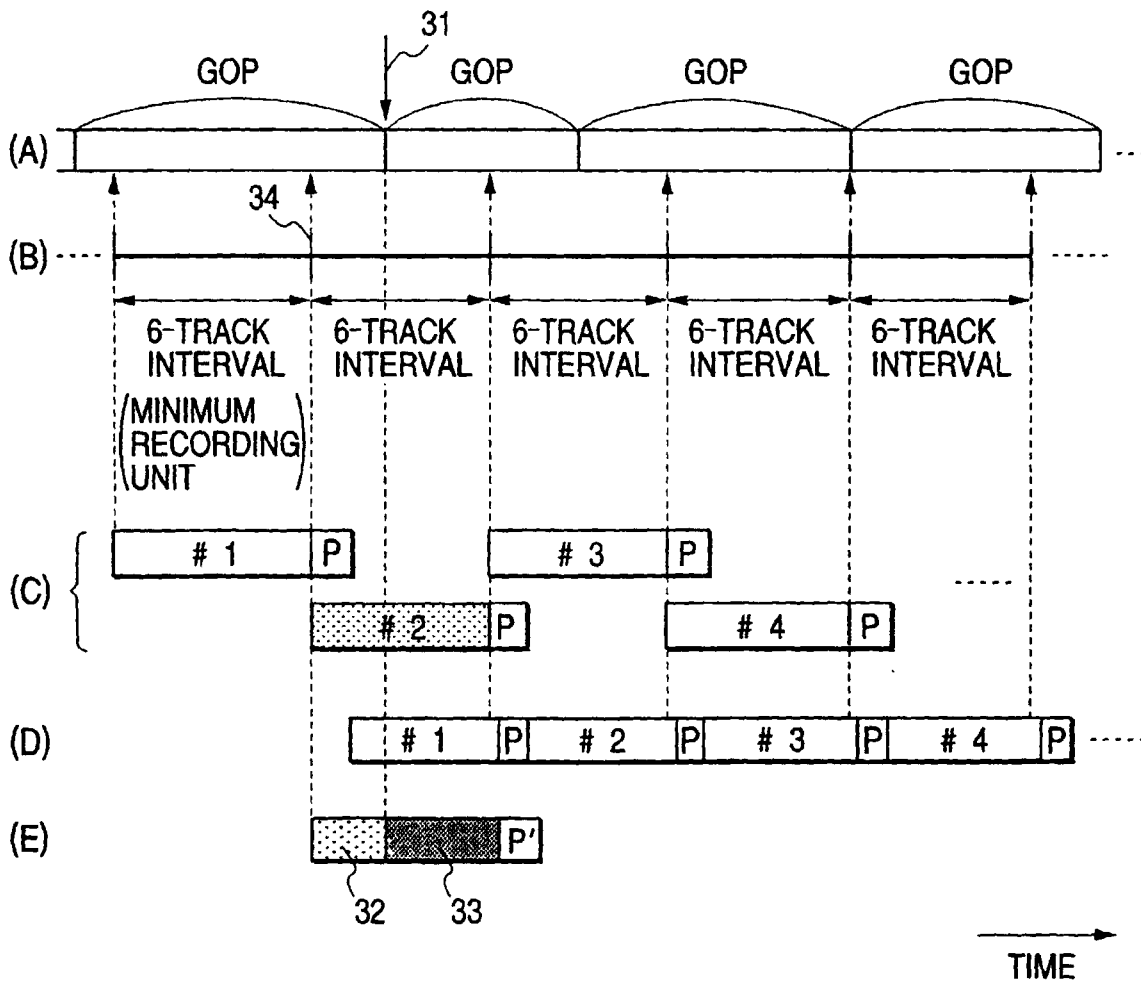 31
GOP GOP GOP GOP
(A)
34
(B)
6-TRACK 6-TRACK 6-TRACK 6-TRACK 6-TRACK
INTERVAL INTERVAL INTERVAL INTERVAL INTERVAL
(MINIMUM
RECORDING
UNIT)
# 1 P # 3 P
(C)
# 2 P # 4 P
(D) # 1 P # 2 P # 3 P # 4 P
(E) P'
32 33
TIME